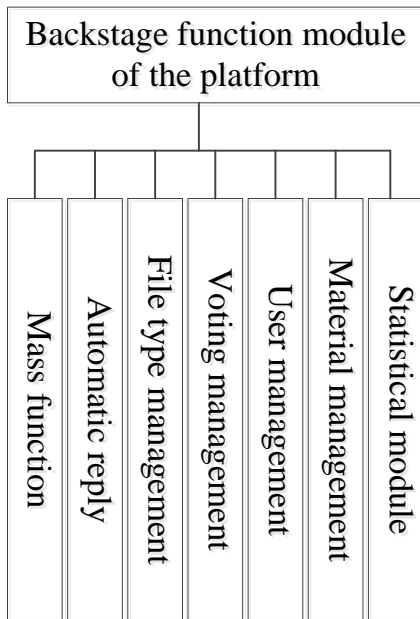 Backstage function module
of the platform
Mass function
Automatic reply
File type management
Voting management
User management
Material management
Statistical module